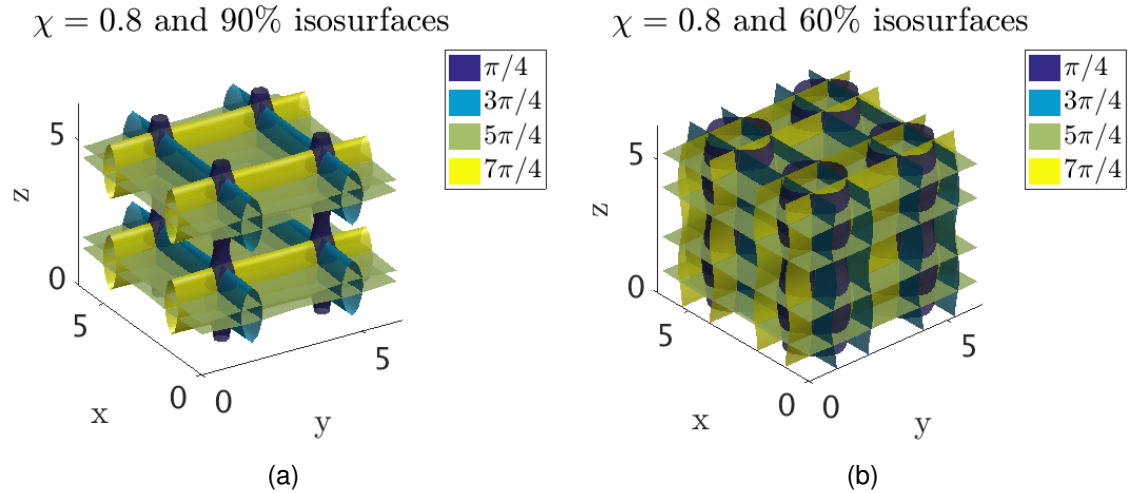 χ = 0.8 and 90% isosurfaces
π/4
3π/4
5π/4
7π/4
5
0
z
5
0
x
0
5
y
(a)
χ = 0.8 and 60% isosurfaces
π/4
3π/4
5π/4
7π/4
5
0
z
5
0
x
0
5
y
(b)